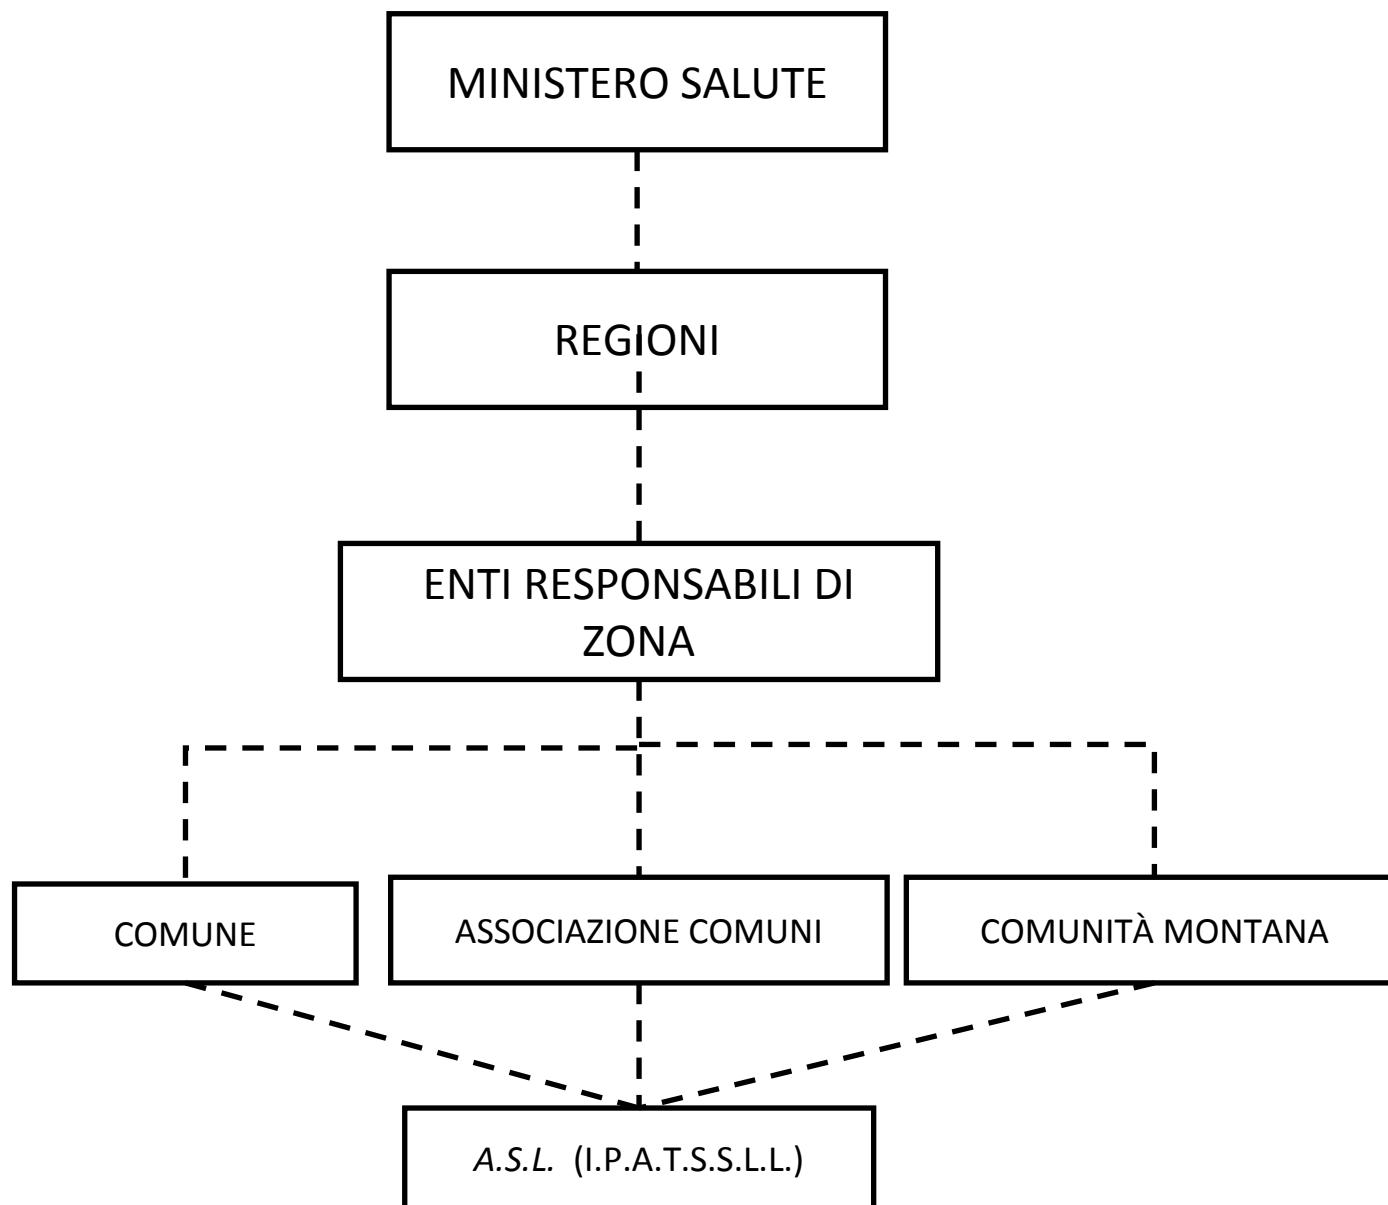 MINISTERO SALUTE
REGIONI
ENTI RESPONSABILI DI
ZONA
COMUNE
ASSOCIAZIONE COMUNI
COMUNITÀ MONTANA
A.S.L. (I.P.A.T.S.S.L.L.)